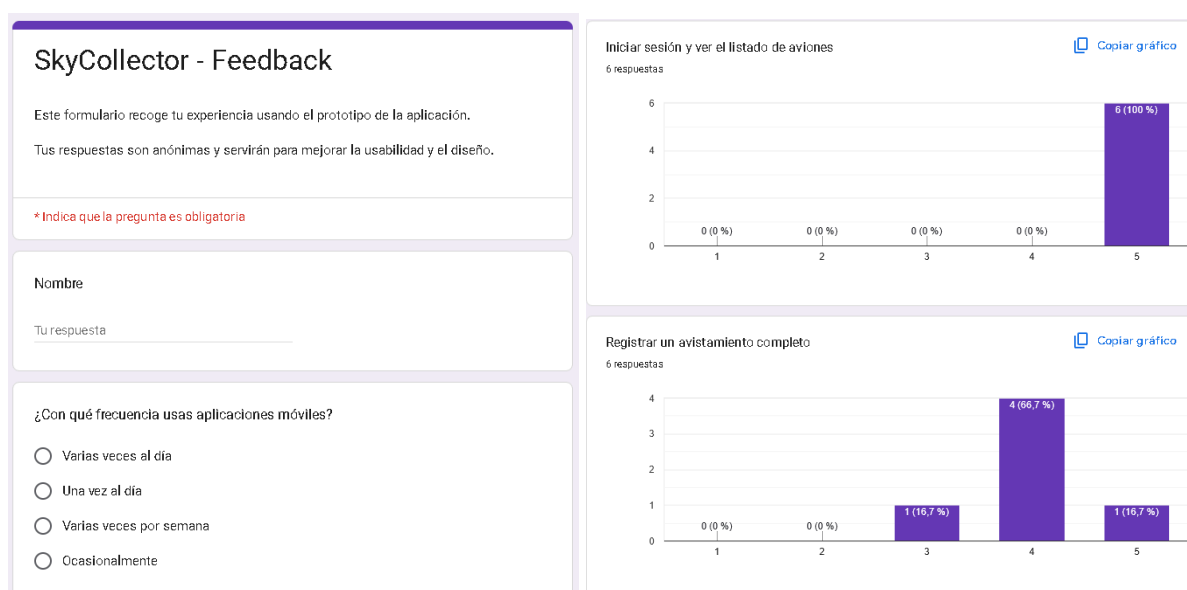 SkyCollector - Feedback
Este formulario recoge tu experiencia usando el prototipo de la aplicación.
Tus respuestas son anónimas y servirán para mejorar la usabilidad y el diseño.
* Indica que la pregunta es obligatoria
Nombre
Tu respuesta
¿Con qué frecuencia usas aplicaciones móviles?
Varias veces al día
Una vez al día
Varias veces por semana
Ocasionalmente
Iniciar sesión y ver el listado de aviones
Copiar gráfico
6 respuestas
6
4
2
0
0 (0 %)
0 (0 %)
0 (0 %)
0 (0 %)
6 (100 %)
1
2
3
4
5
Registrar un avistamiento completo
Copiar gráfico
6 respuestas
4
3
2
1
0
0 (0 %)
0 (0 %)
1 (16,7 %)
4 (66,7 %)
1 (16,7 %)
1
2
3
4
5